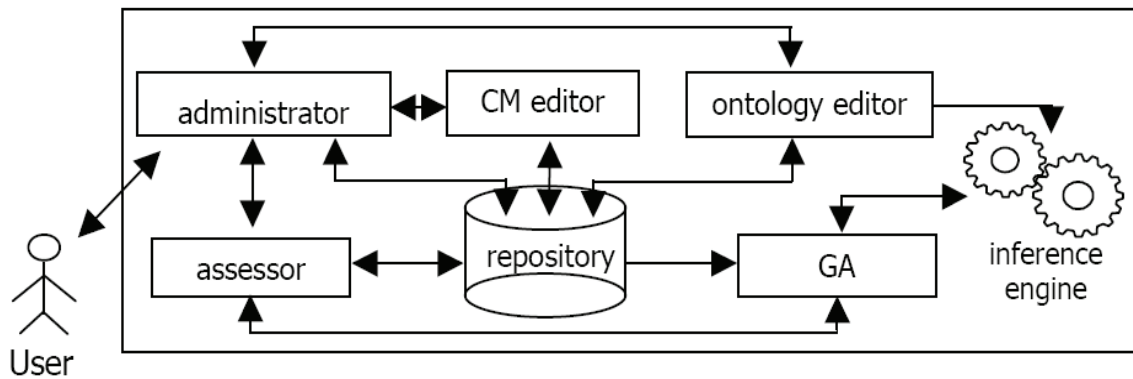 administrator
CM editor
ontology editor
assessor
repository
GA
inference
engine
User